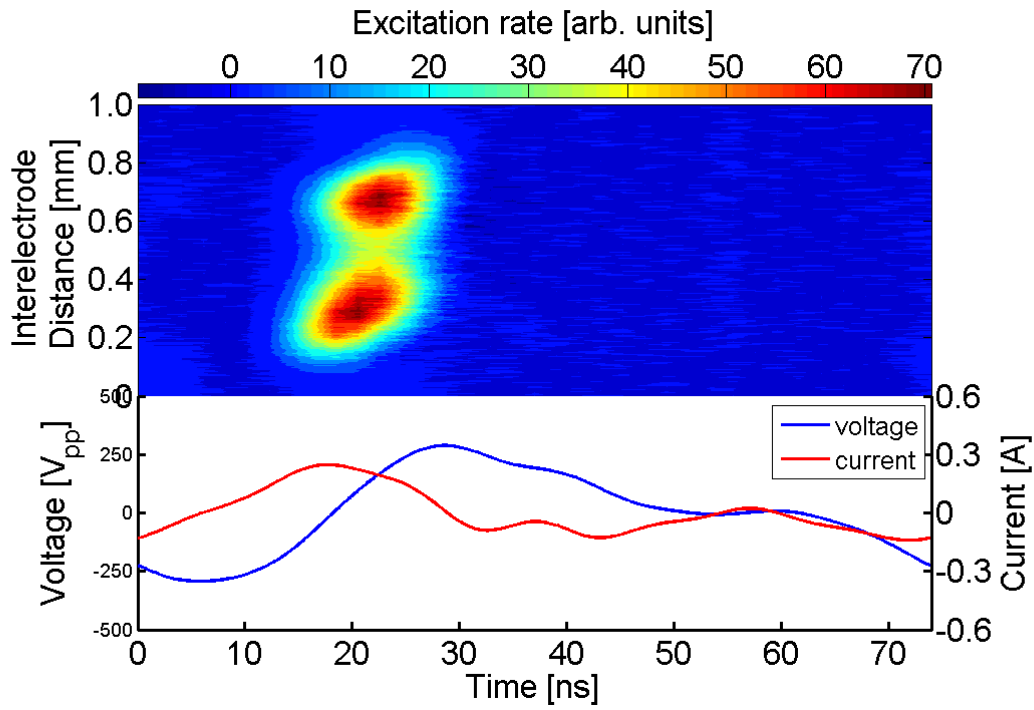 Excitation rate [arb. units]
0 10 20 30 40 50 60 70
Interelectrode
Distance [mm]
1.0
0.8
0.6
0.4
0.2
0
Voltage [Vpp]
500
250
0
-250
-500
voltage
current
0.6
0.3
0
-0.3
-0.6
Current [A]
0 10 20 30 40 50 60 70
Time [ns]